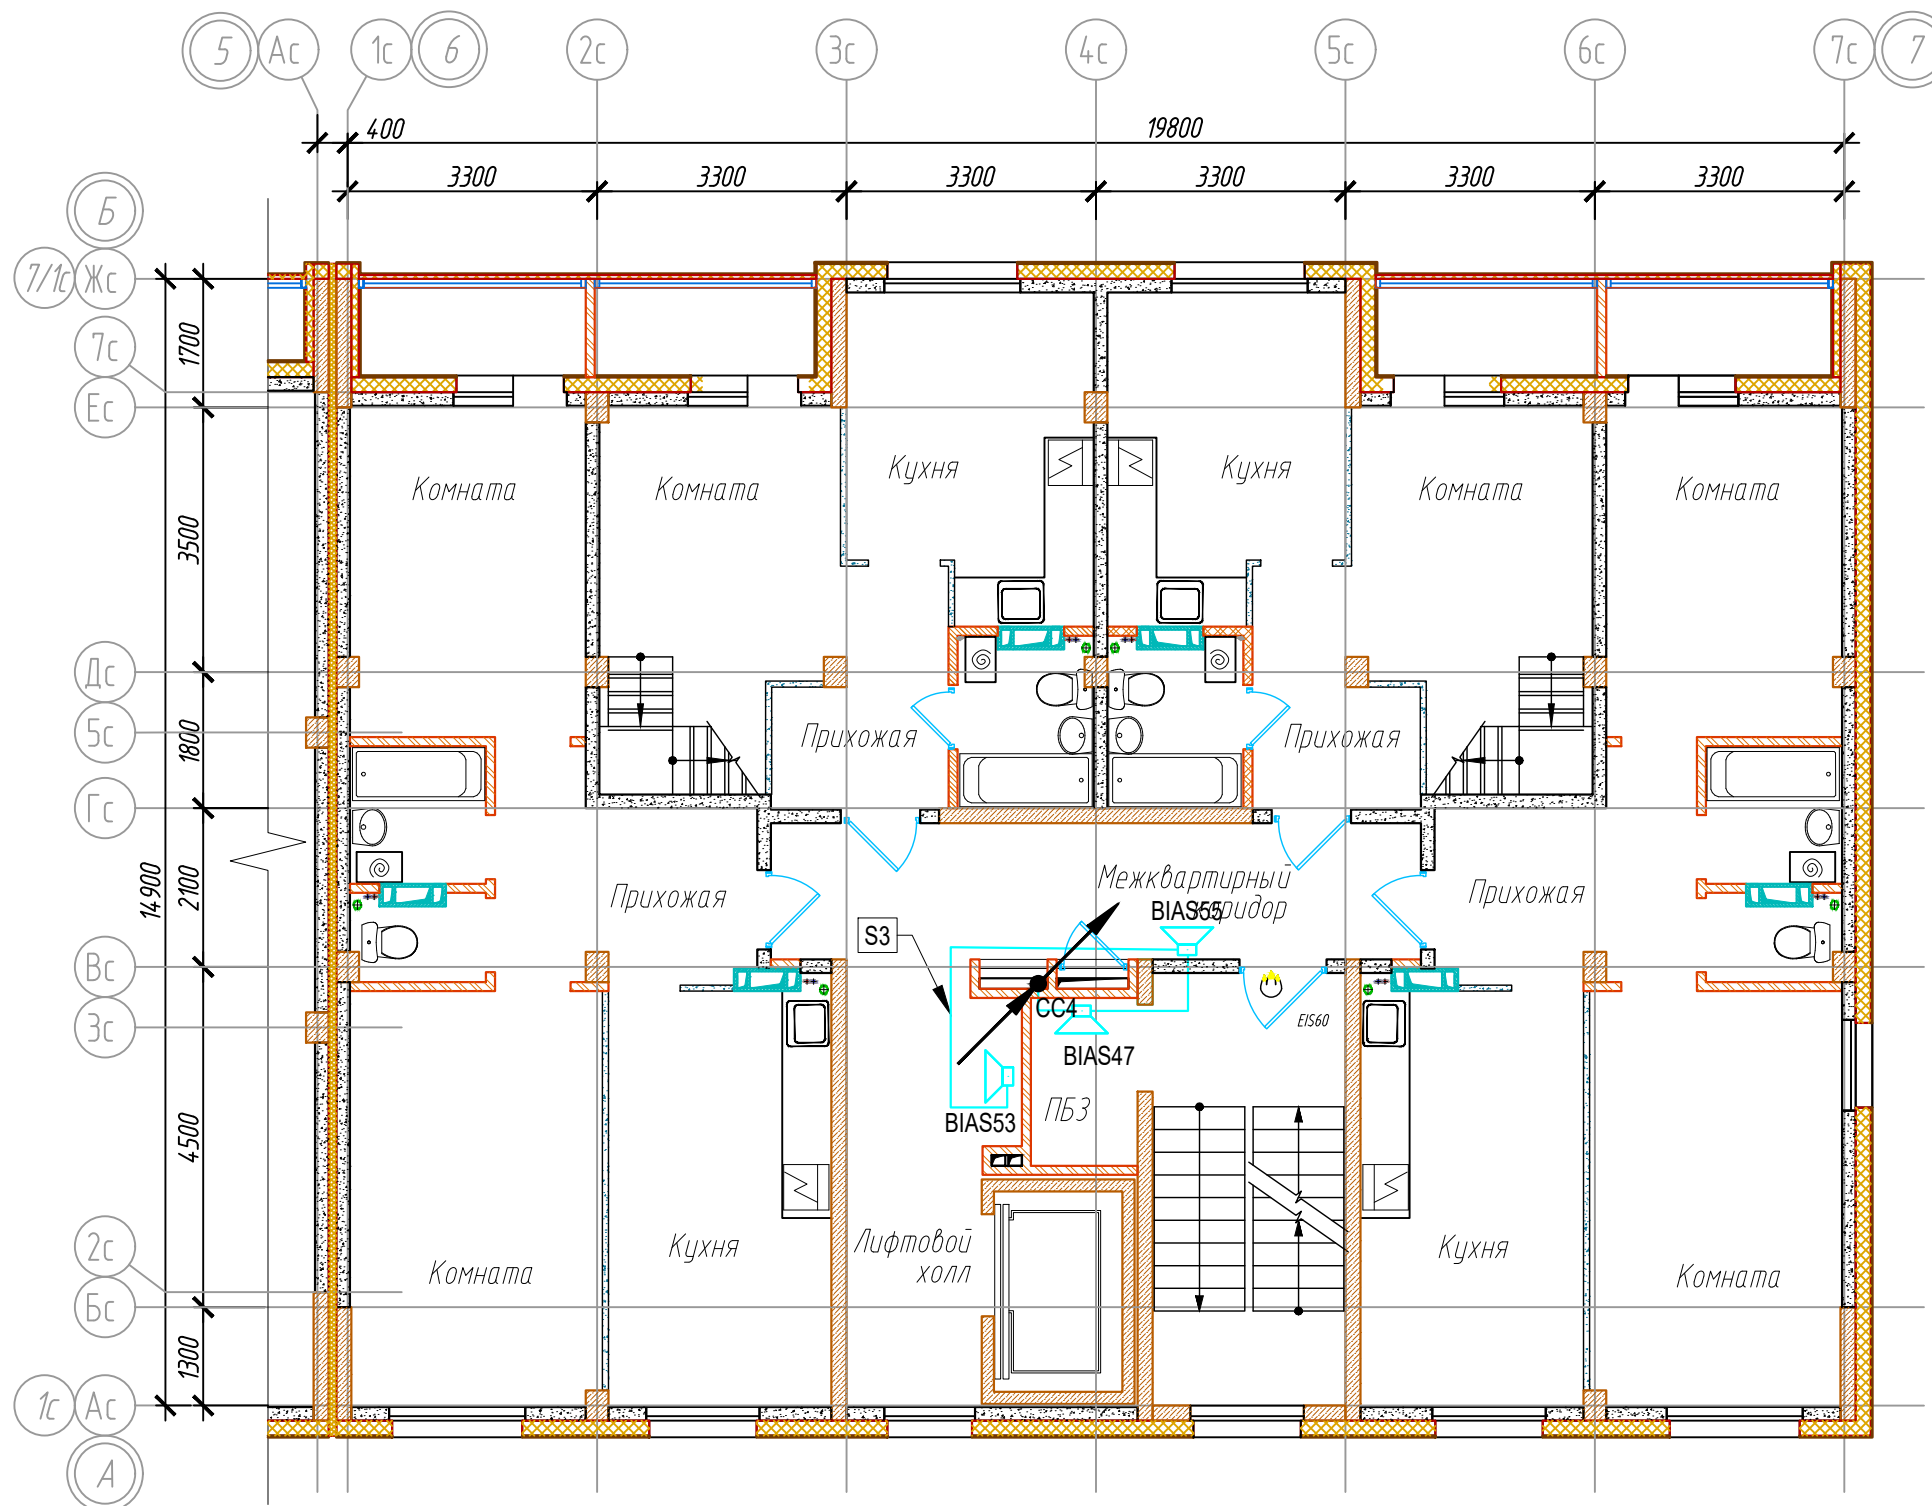 5
Ас
1с
6
2с
3с
4с
5с
6с
7с
7
400
19800
3300
3300
3300
3300
3300
3300
Б
7/1с
Жс
7с
Ес
Дс
5с
Гс
Вс
3с
2с
Бс
1с
Ас
А
1700
3500
1800
2100
4500
1300
14900
Комната
Комната
Кухня
Кухня
Комната
Комната
Прихожая
Прихожая
Прихожая
Межквартирный
коридор
Прихожая
BIAS55
S3
CC4
EIS60
BIAS47
BIAS53
ПБЗ
Комната
Кухня
Лифтовой
холл
Кухня
Комната